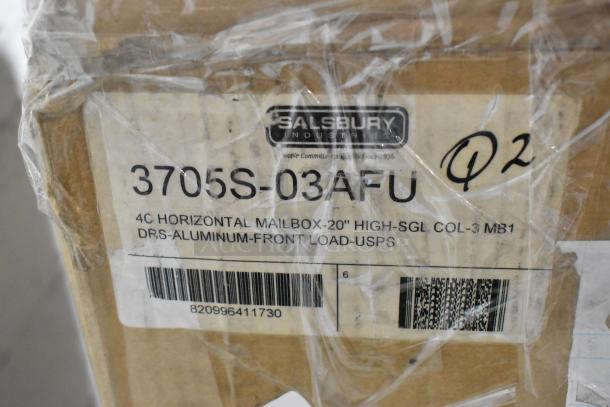 SALSBURY
INDUSTRIES
3705S-03AFU
Q2
4C HORIZONTAL MAILBOX-20" HIGH-SGL COL-3 MB1
DRS-ALUMINUM-FRONT LOAD-USPS
6
820996411730